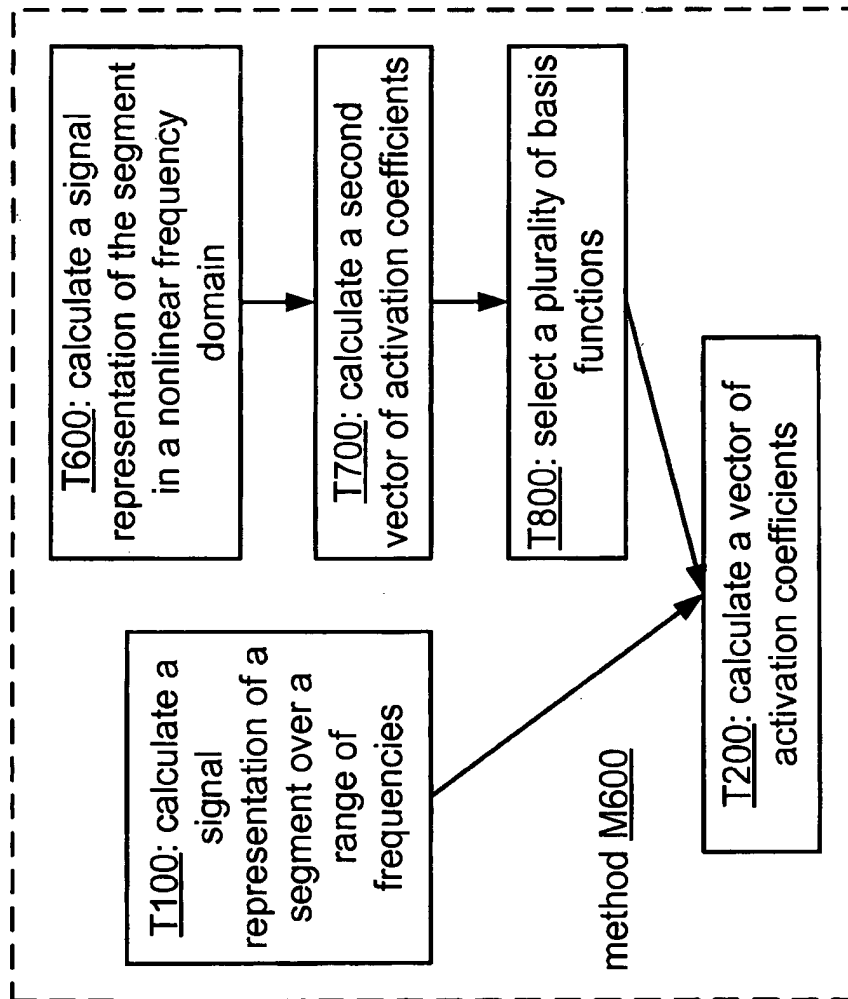 T100: calculate a
signal
representation of a
segment over a
range of
frequencies
T600: calculate a signal
representation of the segment
in a nonlinear frequency
domain
T700: calculate a second
vector of activation coefficients
T800: select a plurality of basis
functions
method M600
T200: calculate a vector of
activation coefficients